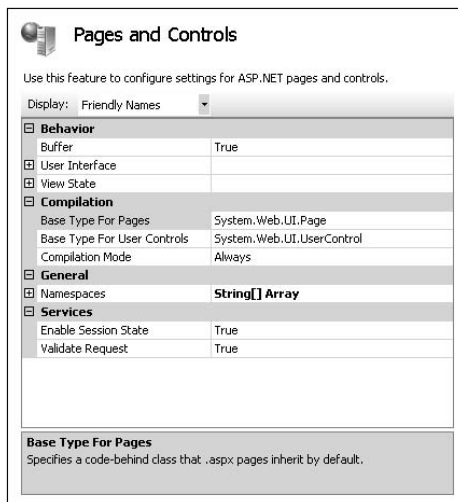 Pages and Controls
Use this feature to configure settings for ASP.NET pages and controls.
Display: Friendly Names
Behavior
Buffer True
User Interface
View State
Compilation
Base Type For Pages System.Web.UI.Page
Base Type For User Controls System.Web.UI.UserControl
Compilation Mode Always
General
Namespaces String[] Array
Services
Enable Session State True
Validate Request True
Base Type For Pages
Specifies a code-behind class that .aspx pages inherit by default.